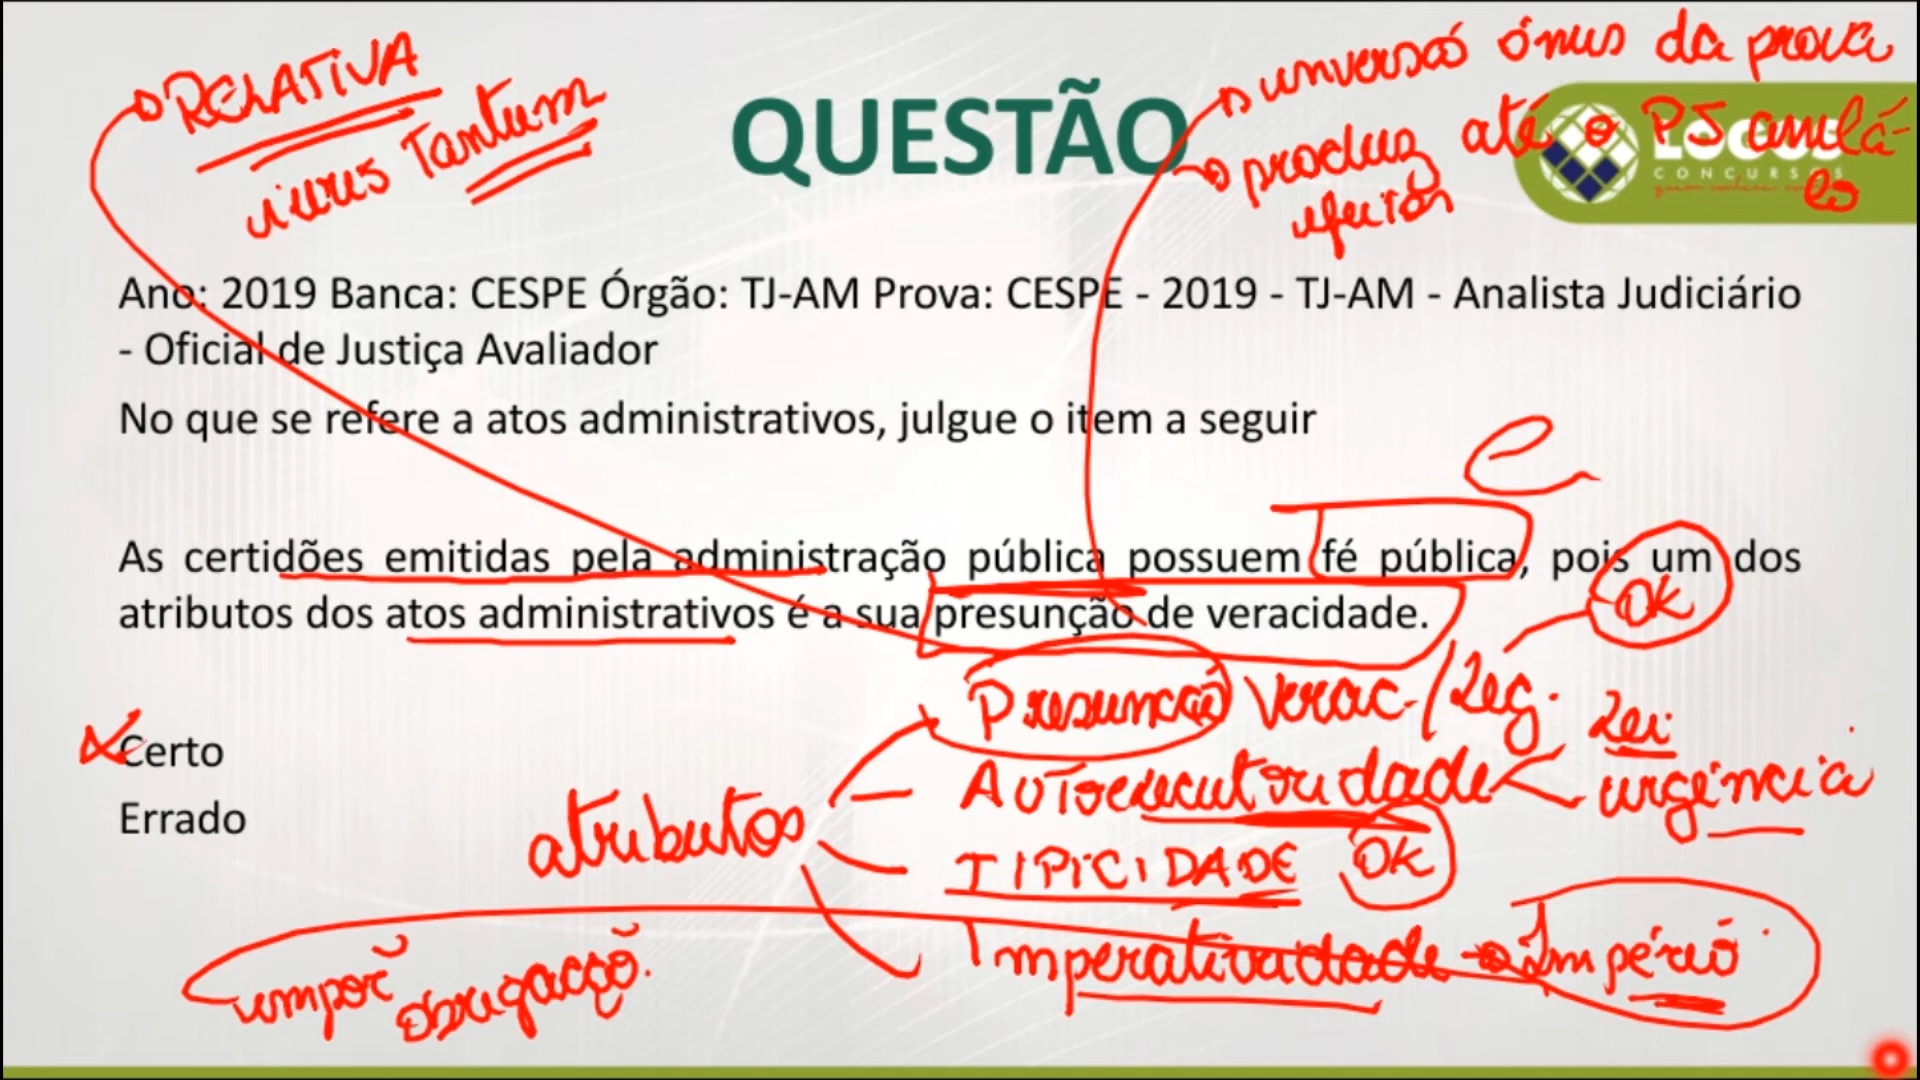 RELATIVA
iuris Tantum
QUESTÃO
inversão ônus da prova
produz efeitos até o PJ anulá-
lo
CONCURSOS
Ano: 2019 Banca: CESPE Órgão: TJ-AM Prova: CESPE - 2019 - TJ-AM - Analista Judiciário
- Oficial de Justiça Avaliador
No que se refere a atos administrativos, julgue o item a seguir
C
As certidões emitidas pela administração pública possuem fé pública, pois um dos
atributos dos atos administrativos é a sua presunção de veracidade.
OK
Certo
Errado
atributos
Presunção Verac./Leg.
Autoexecutoriedade
Lei
urgência
TIPICIDADE OK
Imperatividade Império
impor obrigação.